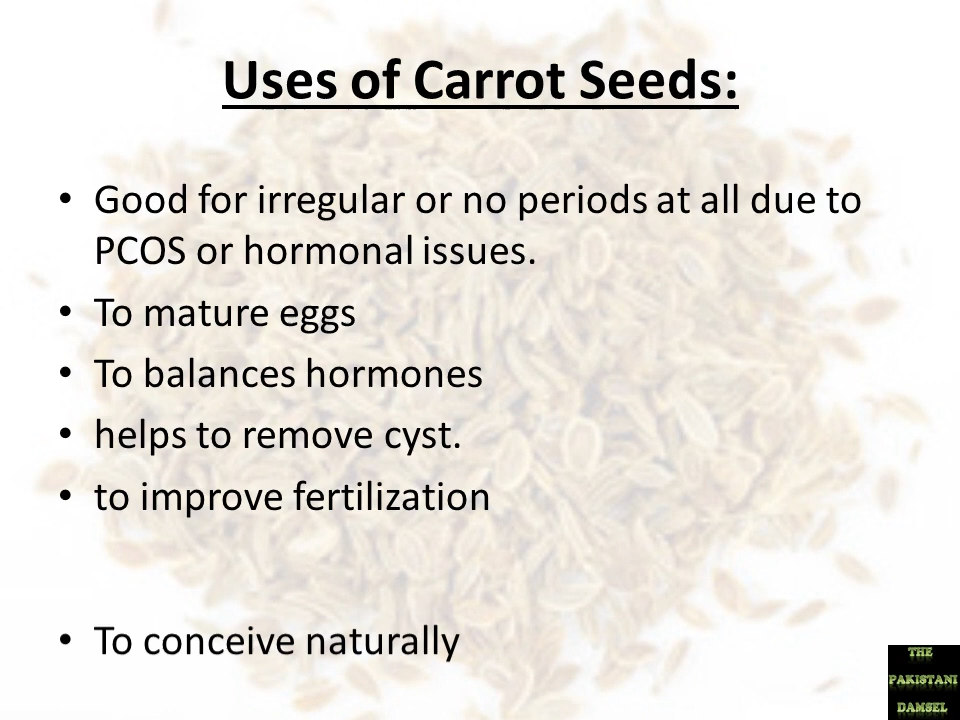 Uses of Carrot Seeds:
• Good for irregular or no periods at all due to
PCOS or hormonal issues.
• To mature eggs
• To balances hormones
• helps to remove cyst.
• to improve fertilization
• To conceive naturally
THE
PAKISTANI
DAMSEL